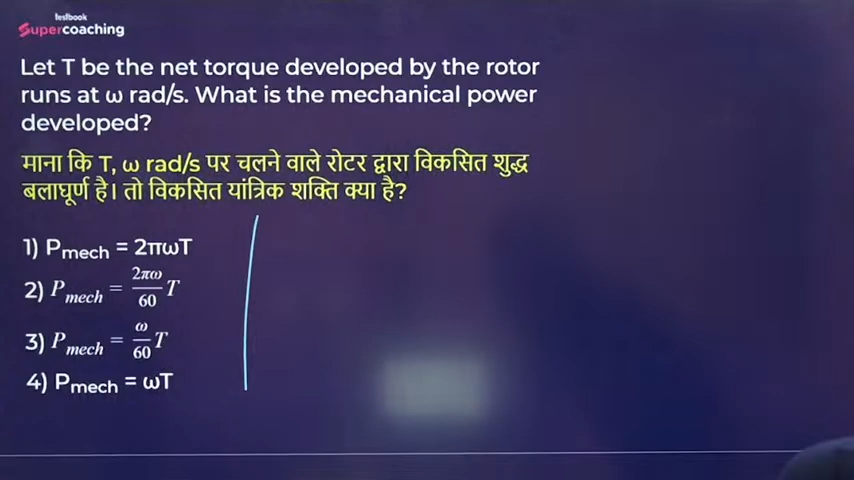 testbook
Supercoaching
Let T be the net torque developed by the rotor
runs at ω rad/s. What is the mechanical power
developed?
माना कि T, ω rad/s पर चलने वाले रोटर द्वारा विकसित शुद्ध
बलाघूर्ण है। तो विकसित यांत्रिक शक्ति क्या है?
1) Pmech = 2πωT
2) Pmech = 2πω/60 T
3) Pmech = ω/60 T
4) Pmech = ωT